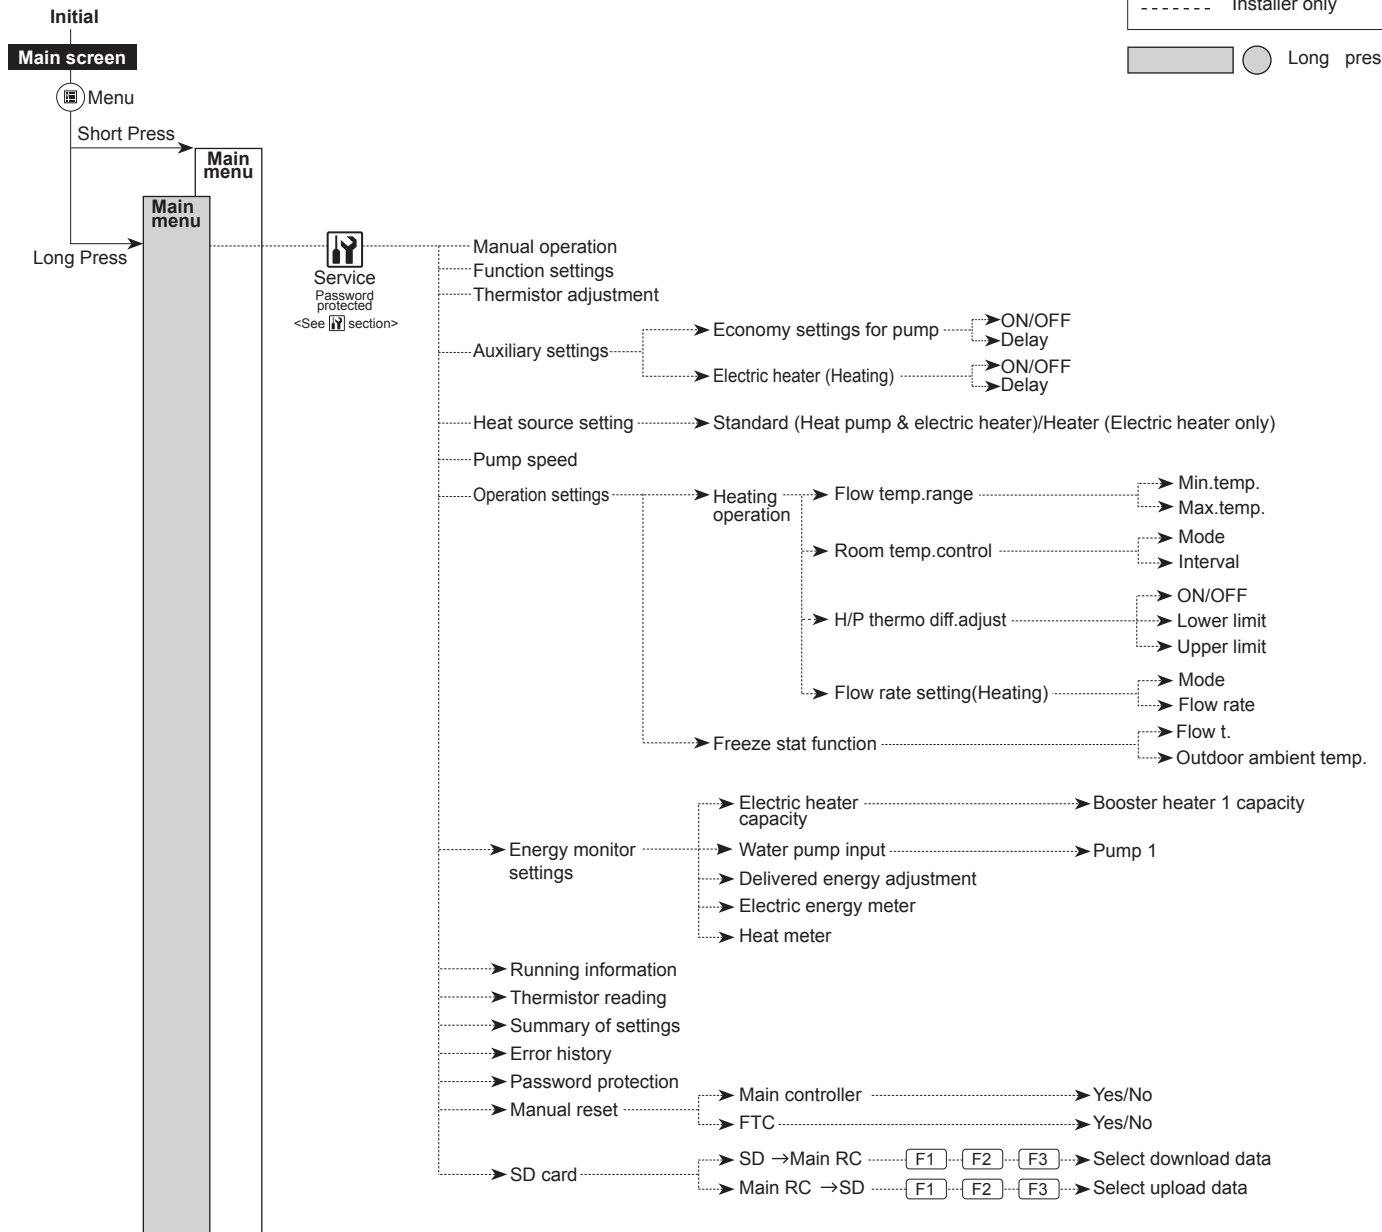 Initial
Installer only
Main screen
Long pres
Menu
Short Press
Main
menu
Main
menu
Long Press
Service
Password
protected
<See section>
Manual operation
Function settings
Thermistor adjustment
Auxiliary settings
Economy settings for pump
ON/OFF
Delay
Electric heater (Heating)
ON/OFF
Delay
Heat source setting
Standard (Heat pump & electric heater)/Heater (Electric heater only)
Pump speed
Operation settings
Heating
operation
Flow temp.range
Min.temp.
Max.temp.
Room temp.control
Mode
Interval
H/P thermo diff.adjust
ON/OFF
Lower limit
Upper limit
Flow rate setting(Heating)
Mode
Flow rate
Freeze stat function
Flow t.
Outdoor ambient temp.
Energy monitor
settings
Electric heater
capacity
Booster heater 1 capacity
Water pump input
Pump 1
Delivered energy adjustment
Electric energy meter
Heat meter
Running information
Thermistor reading
Summary of settings
Error history
Password protection
Manual reset
Main controller
Yes/No
FTC
Yes/No
SD card
SD →Main RC F1 F2 F3 Select download data
Main RC →SD F1 F2 F3 Select upload data